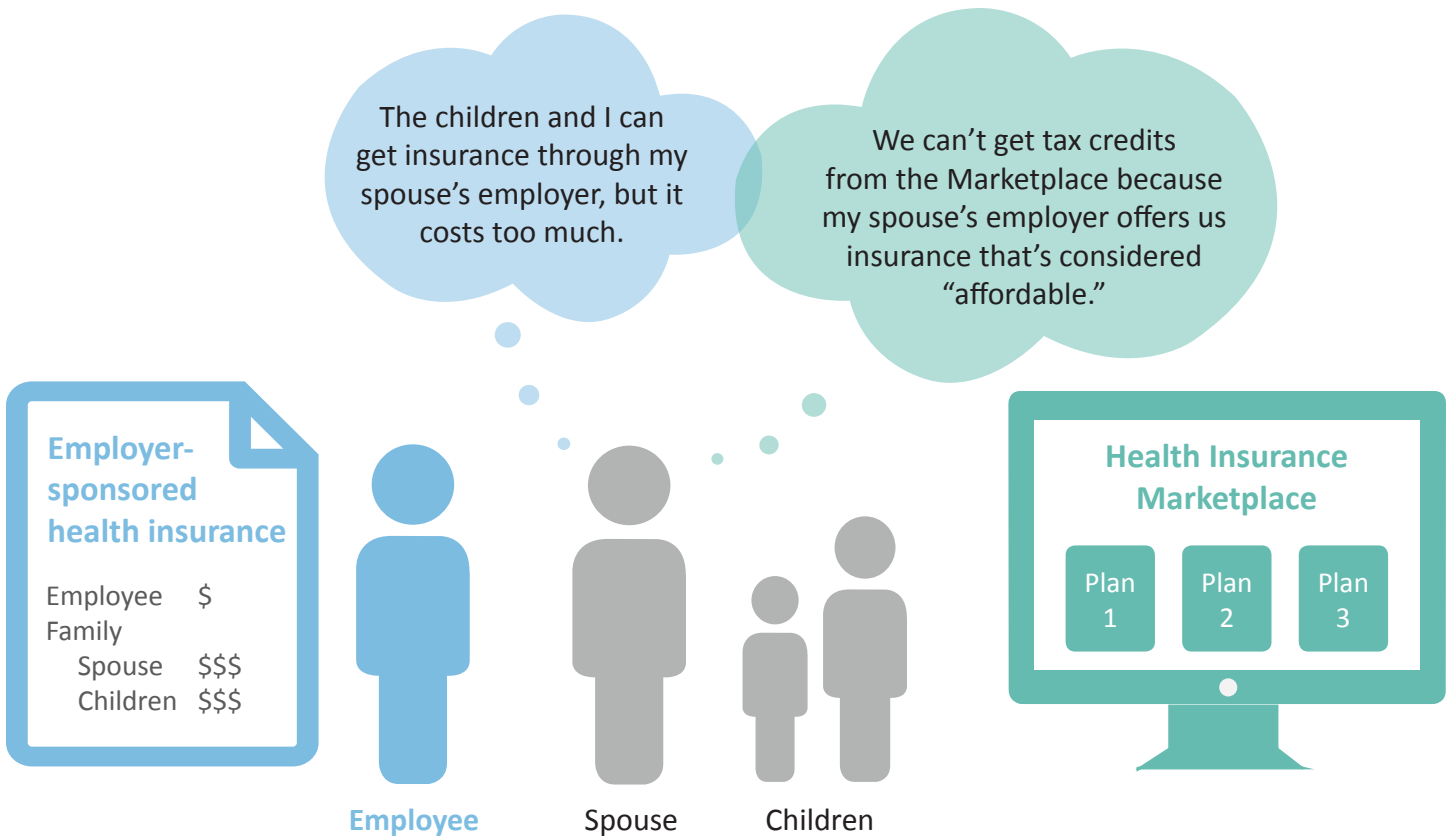 The children and I can
get insurance through my
spouse’s employer, but it
costs too much.
We can’t get tax credits
from the Marketplace because
my spouse’s employer offers us
insurance that’s considered
“affordable.”
Employer-
sponsored
health insurance
Employee $
Family
Spouse $$$
Children $$$
Health Insurance
Marketplace
Plan
1
Plan
2
Plan
3
Employee
Spouse
Children